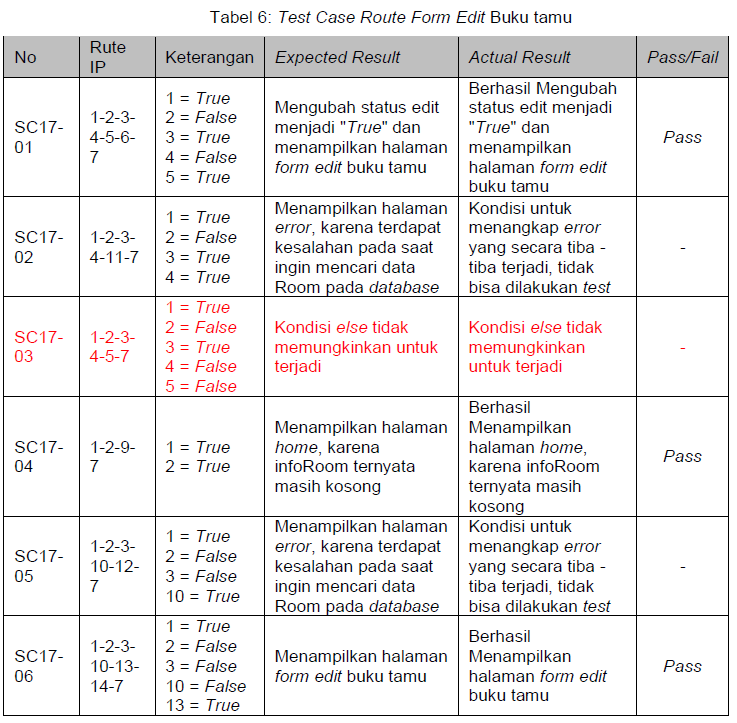 Tabel 6: Test Case Route Form Edit Buku tamu
No
Rute
IP
Keterangan
Expected Result
Actual Result
Pass/Fail
SC17-
01
1-2-3-
4-5-6-
7
1 = True
2 = False
3 = True
4 = False
5 = True
Mengubah status edit
menjadi "True" dan
menampilkan halaman
form edit buku tamu
Berhasil Mengubah
status edit menjadi
"True" dan
menampilkan
halaman form edit
buku tamu
Pass
SC17-
02
1-2-3-
4-11-7
1 = True
2 = False
3 = True
4 = True
Menampilkan halaman
error, karena terdapat
kesalahan pada saat
ingin mencari data
Room pada database
Kondisi untuk
menangkap error
yang secara tiba -
tiba terjadi, tidak
bisa dilakukan test
-
SC17-
03
1-2-3-
4-5-7
1 = True
2 = False
3 = True
4 = False
5 = False
Kondisi else tidak
memungkinkan untuk
terjadi
Kondisi else tidak
memungkinkan
untuk terjadi
-
SC17-
04
1-2-9-
7
1 = True
2 = True
Menampilkan halaman
home, karena
infoRoom ternyata
masih kosong
Berhasil
Menampilkan
halaman home,
karena infoRoom
ternyata masih
kosong
Pass
SC17-
05
1-2-3-
10-12-
7
1 = True
2 = False
3 = False
10 = True
Menampilkan halaman
error, karena terdapat
kesalahan pada saat
ingin mencari data
Room pada database
Kondisi untuk
menangkap error
yang secara tiba -
tiba terjadi, tidak
bisa dilakukan test
-
SC17-
06
1-2-3-
10-13-
14-7
1 = True
2 = False
3 = False
10 = False
13 = True
Menampilkan halaman
form edit buku tamu
Berhasil
Menampilkan
halaman form edit
buku tamu
Pass